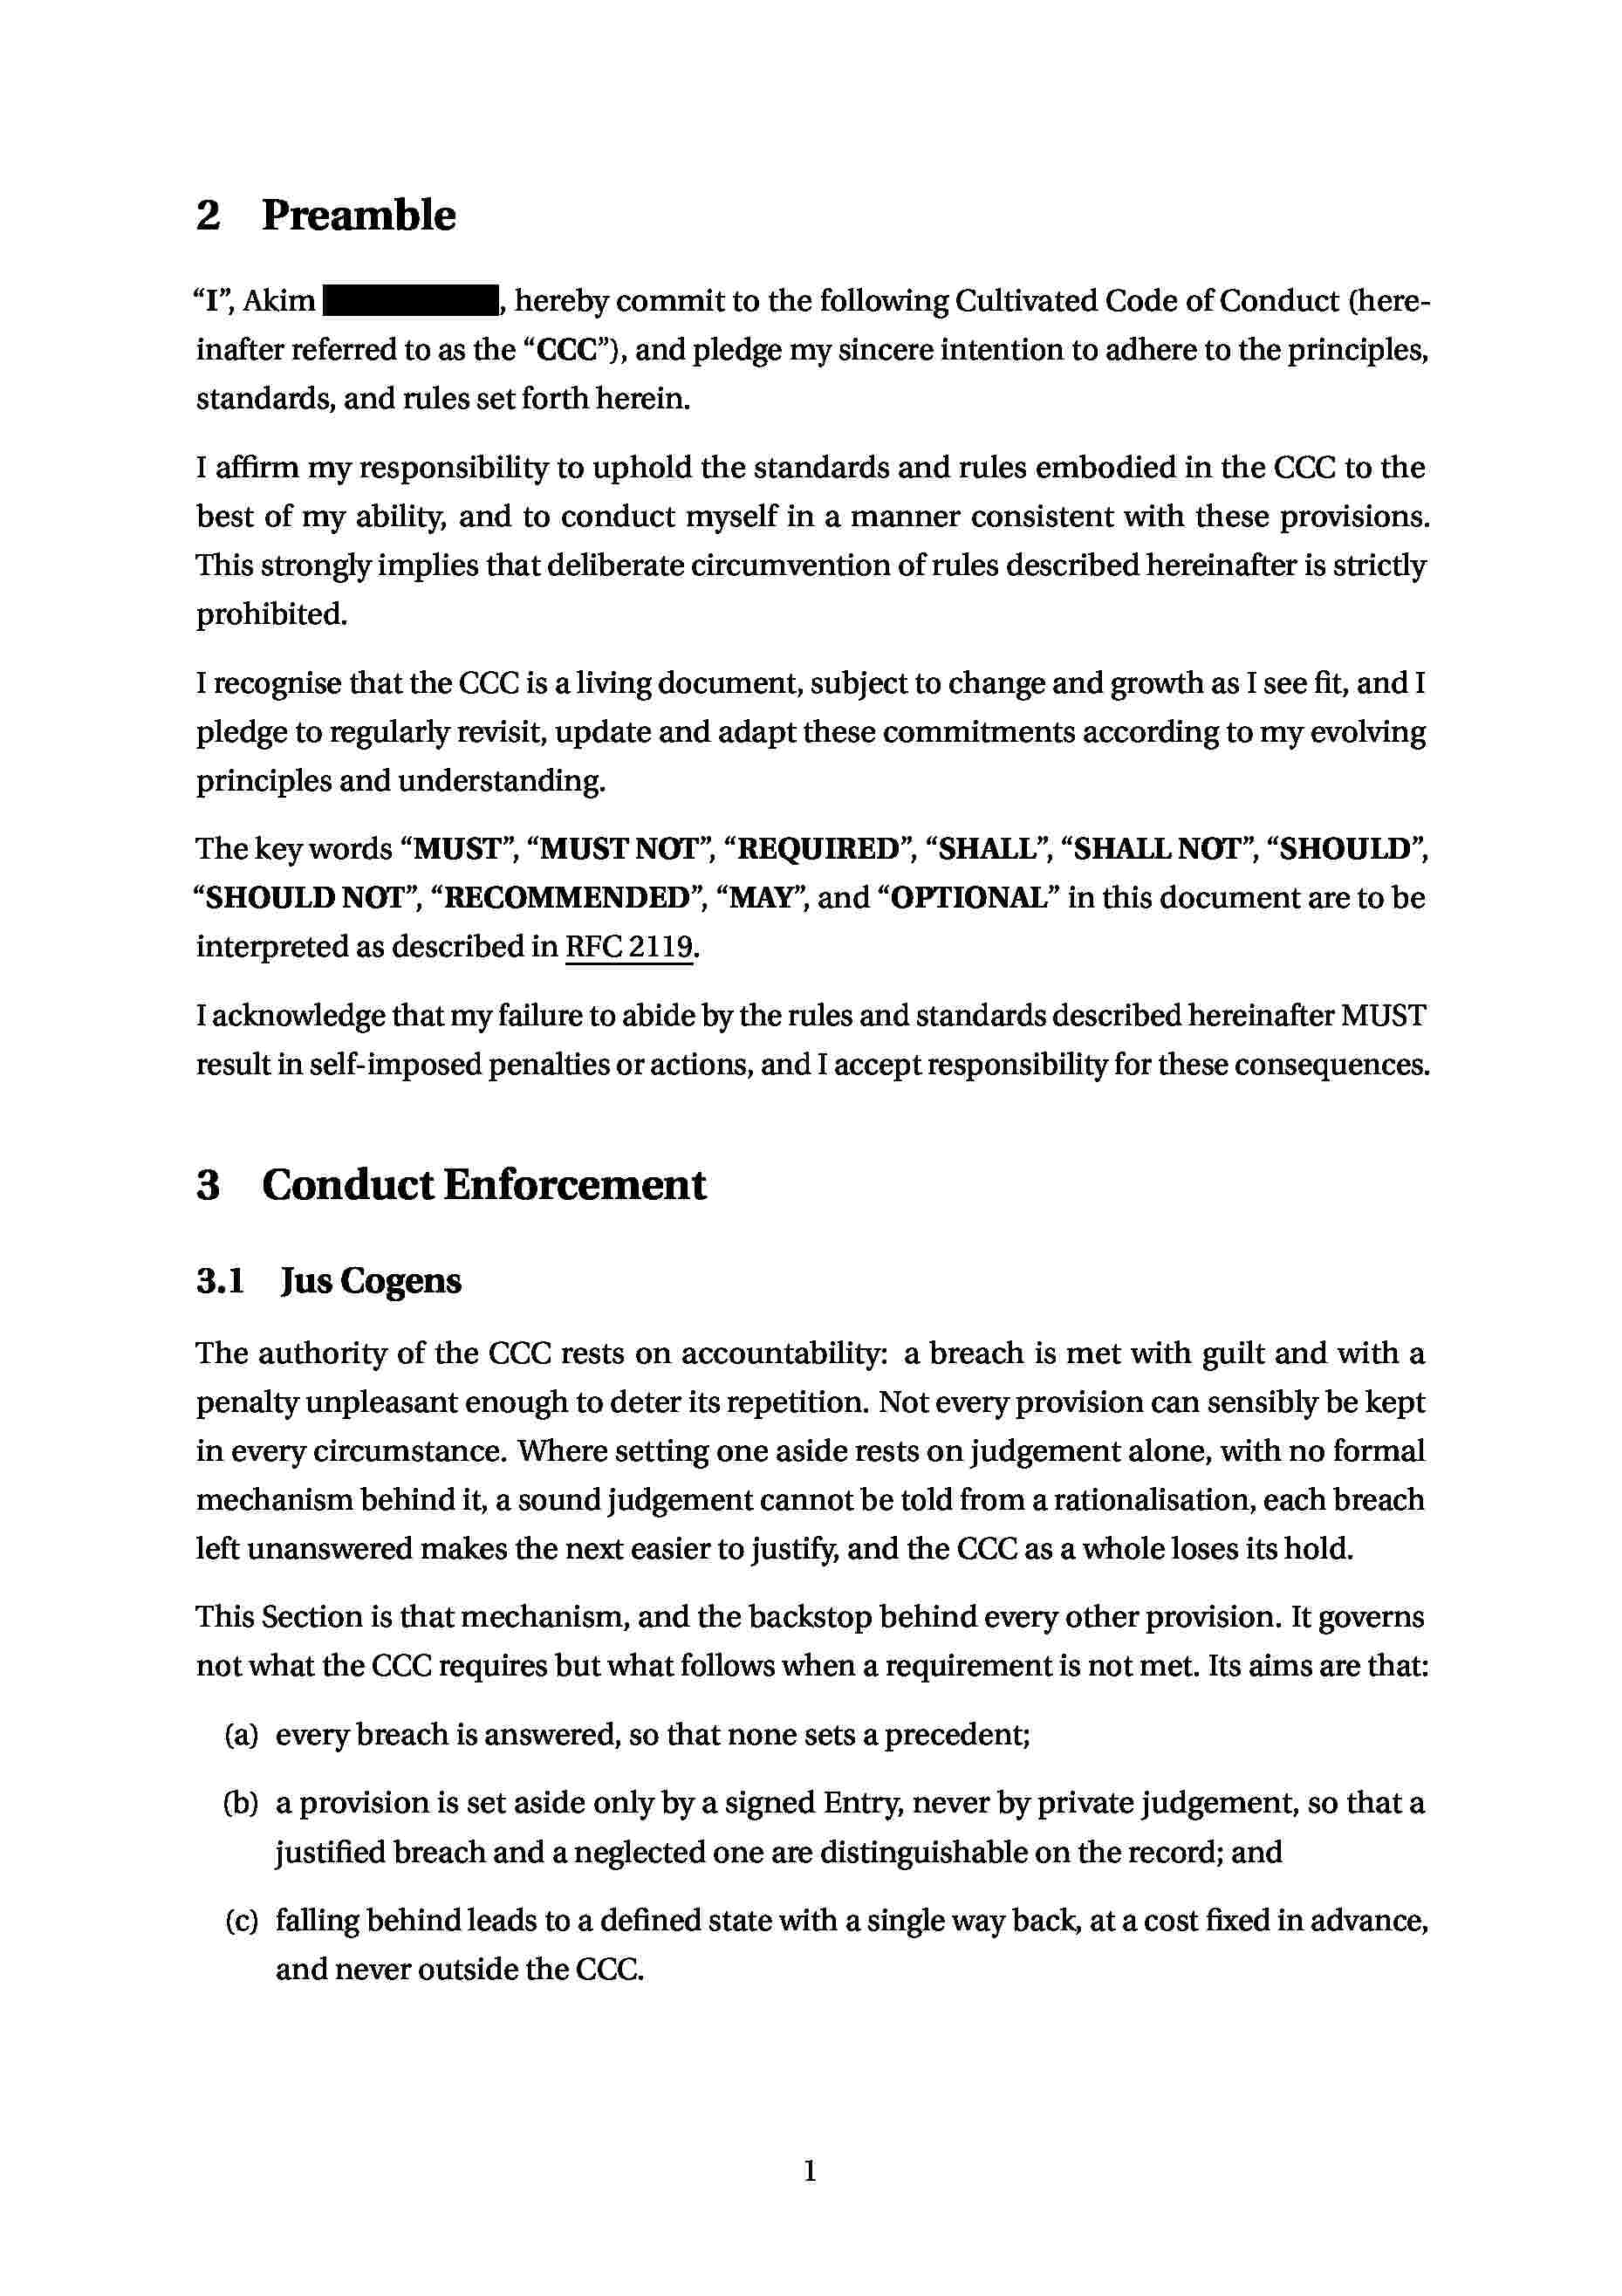 2 Preamble
“I”, Akim , hereby commit to the following Cultivated Code of Conduct (here-
inafter referred to as the “CCC”), and pledge my sincere intention to adhere to the principles,
standards, and rules set forth herein.
I affirm my responsibility to uphold the standards and rules embodied in the CCC to the
best of my ability, and to conduct myself in a manner consistent with these provisions.
This strongly implies that deliberate circumvention of rules described hereinafter is strictly
prohibited.
I recognise that the CCC is a living document, subject to change and growth as I see fit, and I
pledge to regularly revisit, update and adapt these commitments according to my evolving
principles and understanding.
The key words “MUST”, “MUST NOT”, “REQUIRED”, “SHALL”, “SHALL NOT”, “SHOULD”,
“SHOULD NOT”, “RECOMMENDED”, “MAY”, and “OPTIONAL” in this document are to be
interpreted as described in RFC 2119.
I acknowledge that my failure to abide by the rules and standards described hereinafter MUST
result in self-imposed penalties or actions, and I accept responsibility for these consequences.
3 Conduct Enforcement
3.1 Jus Cogens
The authority of the CCC rests on accountability: a breach is met with guilt and with a
penalty unpleasant enough to deter its repetition. Not every provision can sensibly be kept
in every circumstance. Where setting one aside rests on judgement alone, with no formal
mechanism behind it, a sound judgement cannot be told from a rationalisation, each breach
left unanswered makes the next easier to justify, and the CCC as a whole loses its hold.
This Section is that mechanism, and the backstop behind every other provision. It governs
not what the CCC requires but what follows when a requirement is not met. Its aims are that:
(a) every breach is answered, so that none sets a precedent;
(b) a provision is set aside only by a signed Entry, never by private judgement, so that a
justified breach and a neglected one are distinguishable on the record; and
(c) falling behind leads to a defined state with a single way back, at a cost fixed in advance,
and never outside the CCC.
1